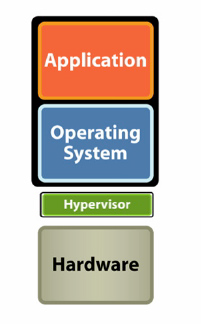 Application
Operating
System
Hypervisor
Hardware